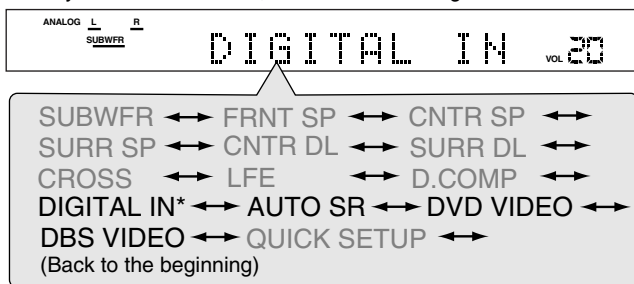 ANALOG L R
SUBWFR
DIGITAL IN VOL 20
SUBWFR ↔ FRNT SP ↔ CNTR SP ↔
SURR SP ↔ CNTR DL ↔ SURR DL ↔
CROSS ↔ LFE ↔ D.COMP ↔
DIGITAL IN* ↔ AUTO SR ↔ DVD VIDEO ↔
DBS VIDEO ↔ QUICK SETUP ↔
(Back to the beginning)